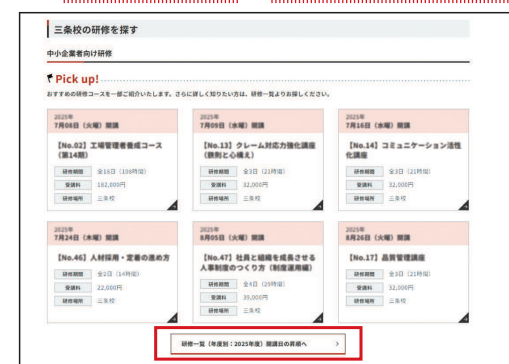 三条校の研修を探す
中小企業者向け研修
Pick up!
おすすめの研修コースを一部ご紹介いたします。さらに詳しく知りたい方は、研修一覧よりお探しください。
2025年
7月08日（火曜）開講
【No.02】工場管理者養成コース（第14期）
研修期間 全18日（108時間）
受講料 182,000円
研修場所 三条校
2025年
7月09日（水曜）開講
【No.13】クレーム対応力強化講座（鉄則と心構え）
研修期間 全3日（21時間）
受講料 32,000円
研修場所 三条校
2025年
7月16日（水曜）開講
【No.14】コミュニケーション活性化講座
研修期間 全3日（21時間）
受講料 32,000円
研修場所 三条校
2025年
7月24日（木曜）開講
【No.46】人材採用・定着の進め方
研修期間 全2日（14時間）
受講料 22,000円
研修場所 三条校
2025年
8月05日（火曜）開講
【No.47】社員と組織を成長させる人事制度のつくり方（制度運用編）
研修期間 全4日
受講料 39,000円
研修場所 三条校
2025年
8月26日（火曜）開講
【No.17】品質管理講座
研修期間 全3日（21時間）
受講料 32,000円
研修場所 三条校
研修一覧（年度別：2025年度）開講日の昇順へ